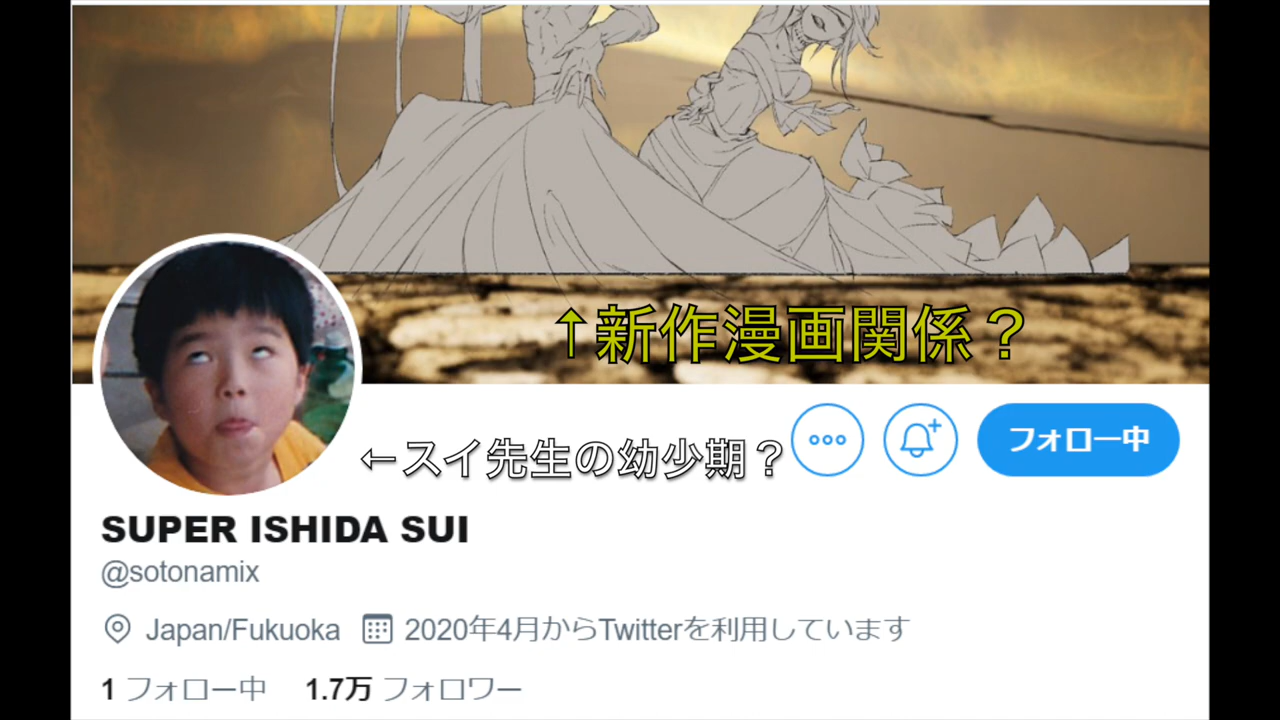 ↑新作漫画関係？
←スイ先生の幼少期？
フォロー中
SUPER ISHIDA SUI
@sotonamix
Japan/Fukuoka 2020年4月からTwitterを利用しています
1 フォロー中 1.7万 フォロワー